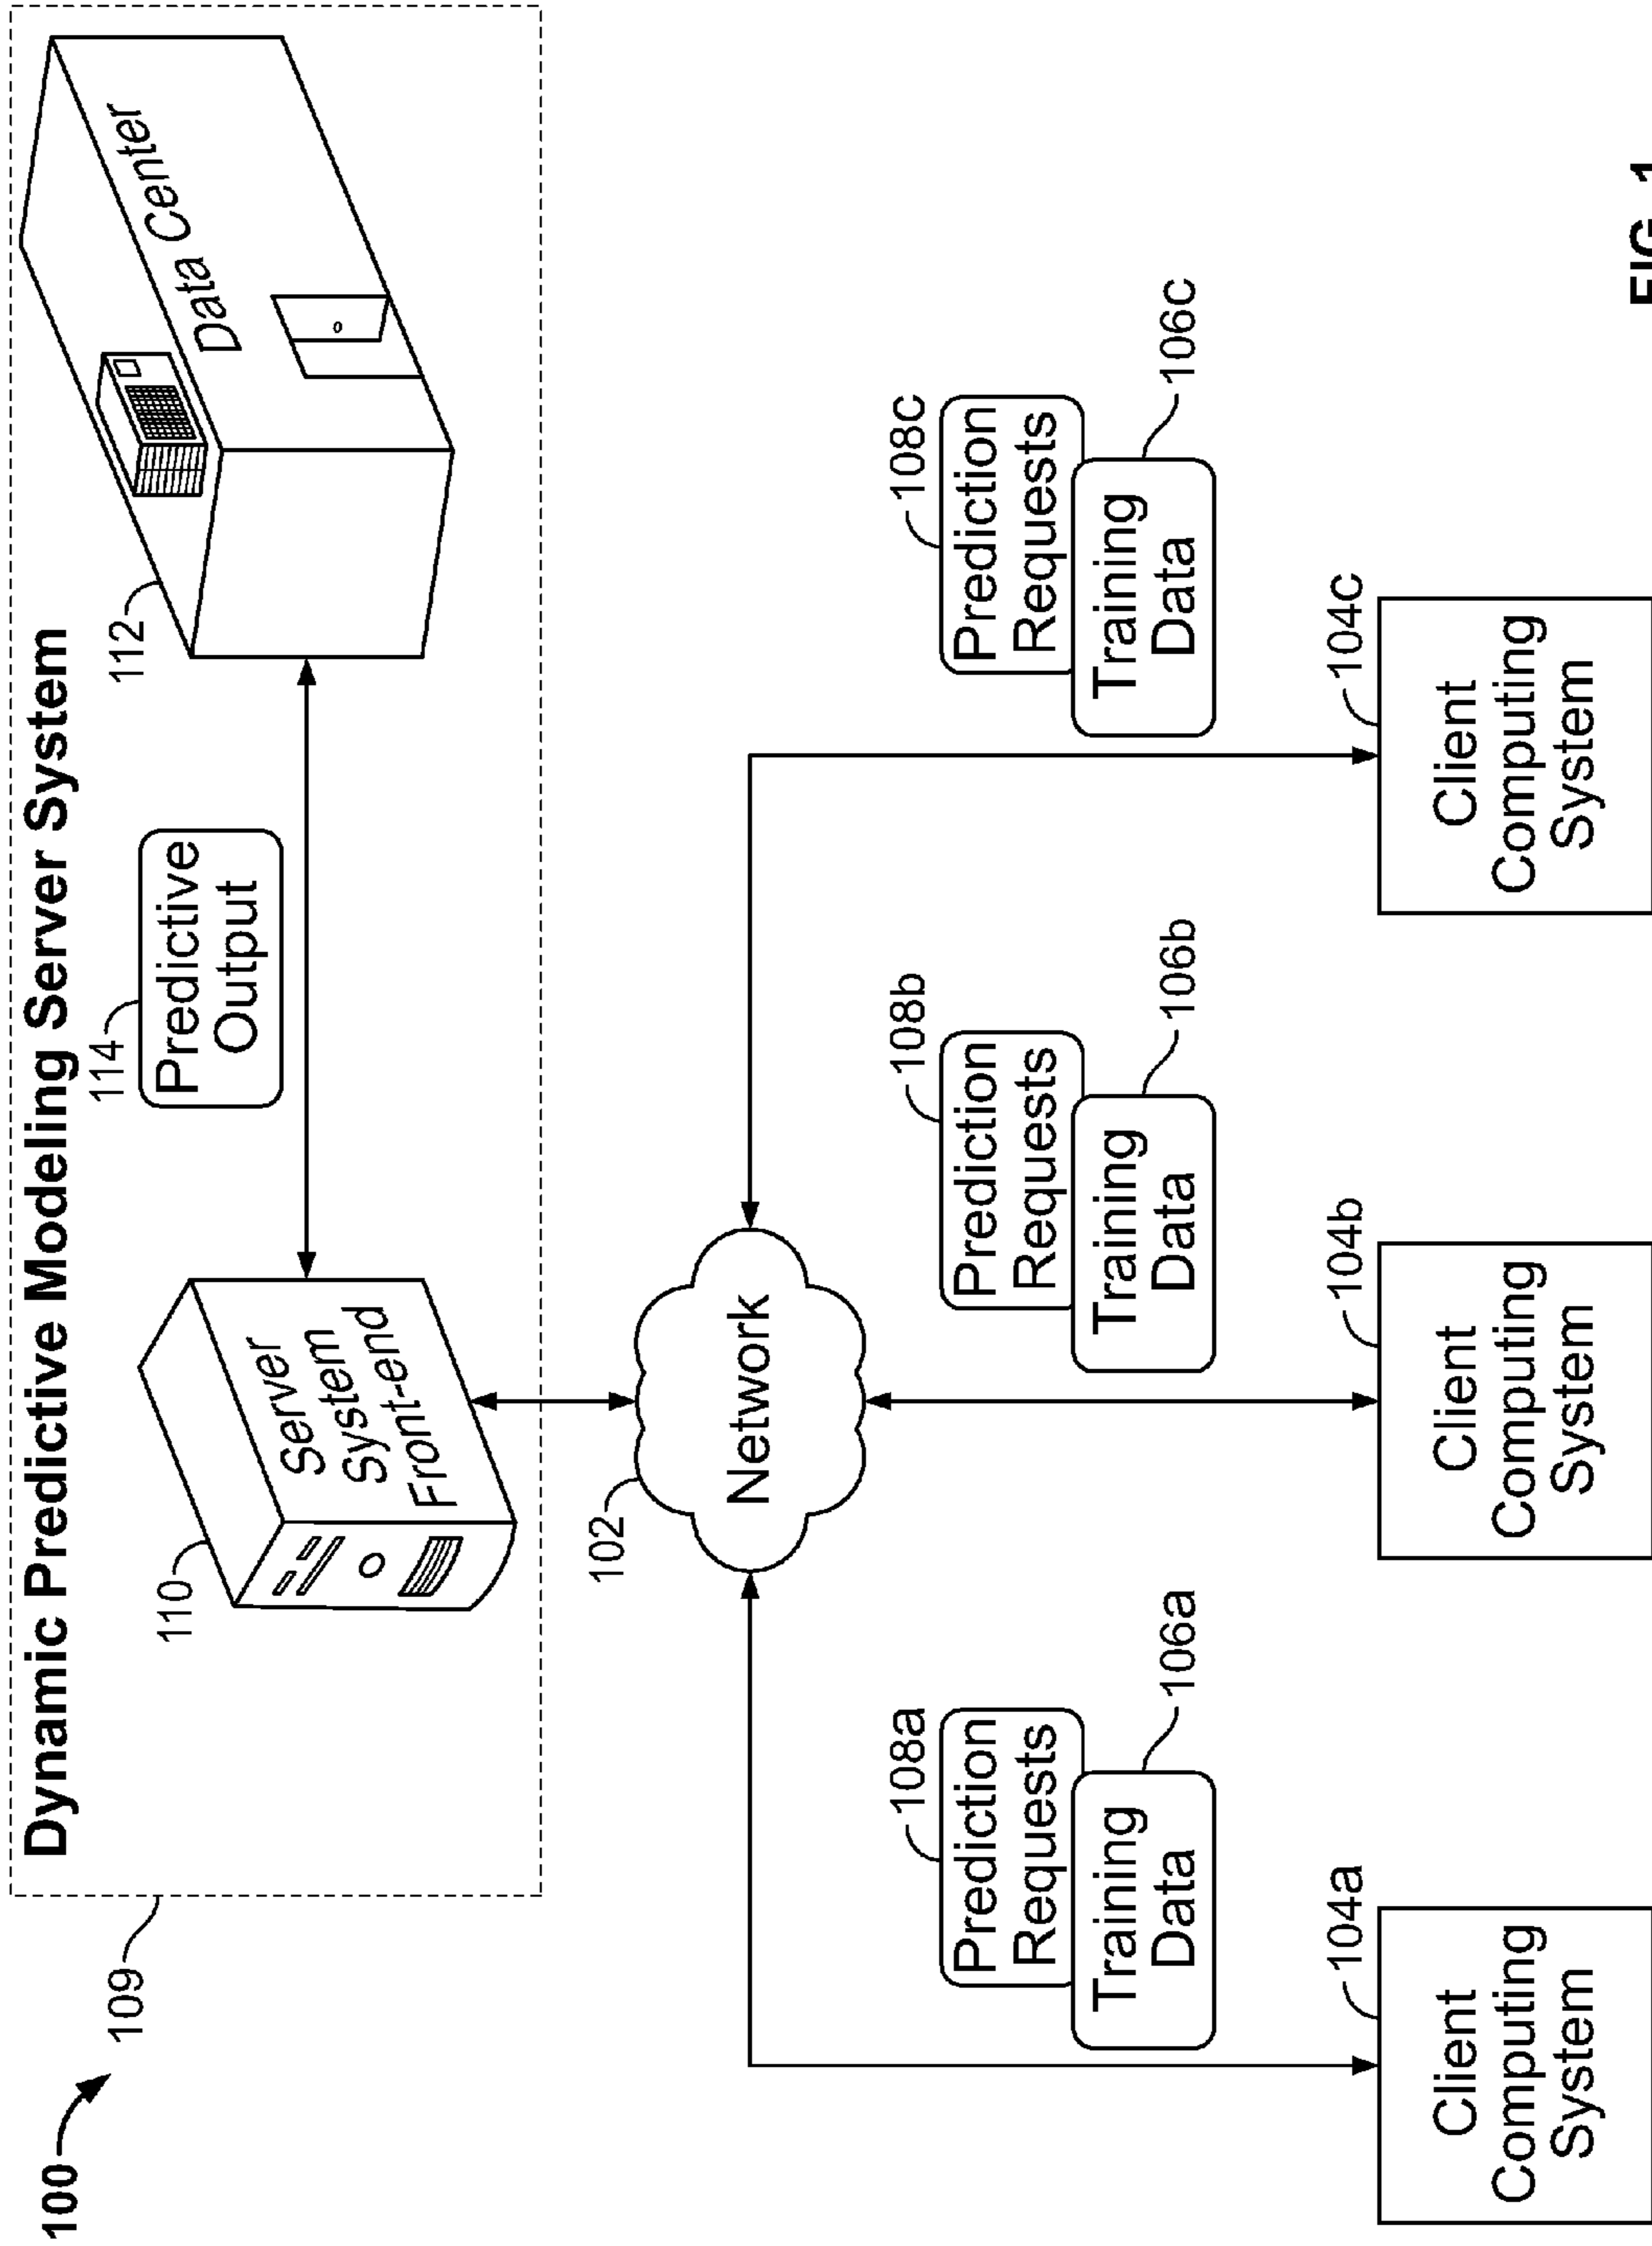 100
109
Dynamic Predictive Modeling Server System
110
Server
System
Front-end
114
Predictive
Output
112
Data Center
102
Network
108a
Prediction
Requests
106a
Training
Data
108b
Prediction
Requests
106b
Training
Data
108c
Prediction
Requests
106c
Training
Data
104a
Client
Computing
System
104b
Client
Computing
System
104c
Client
Computing
System
FIG. 1